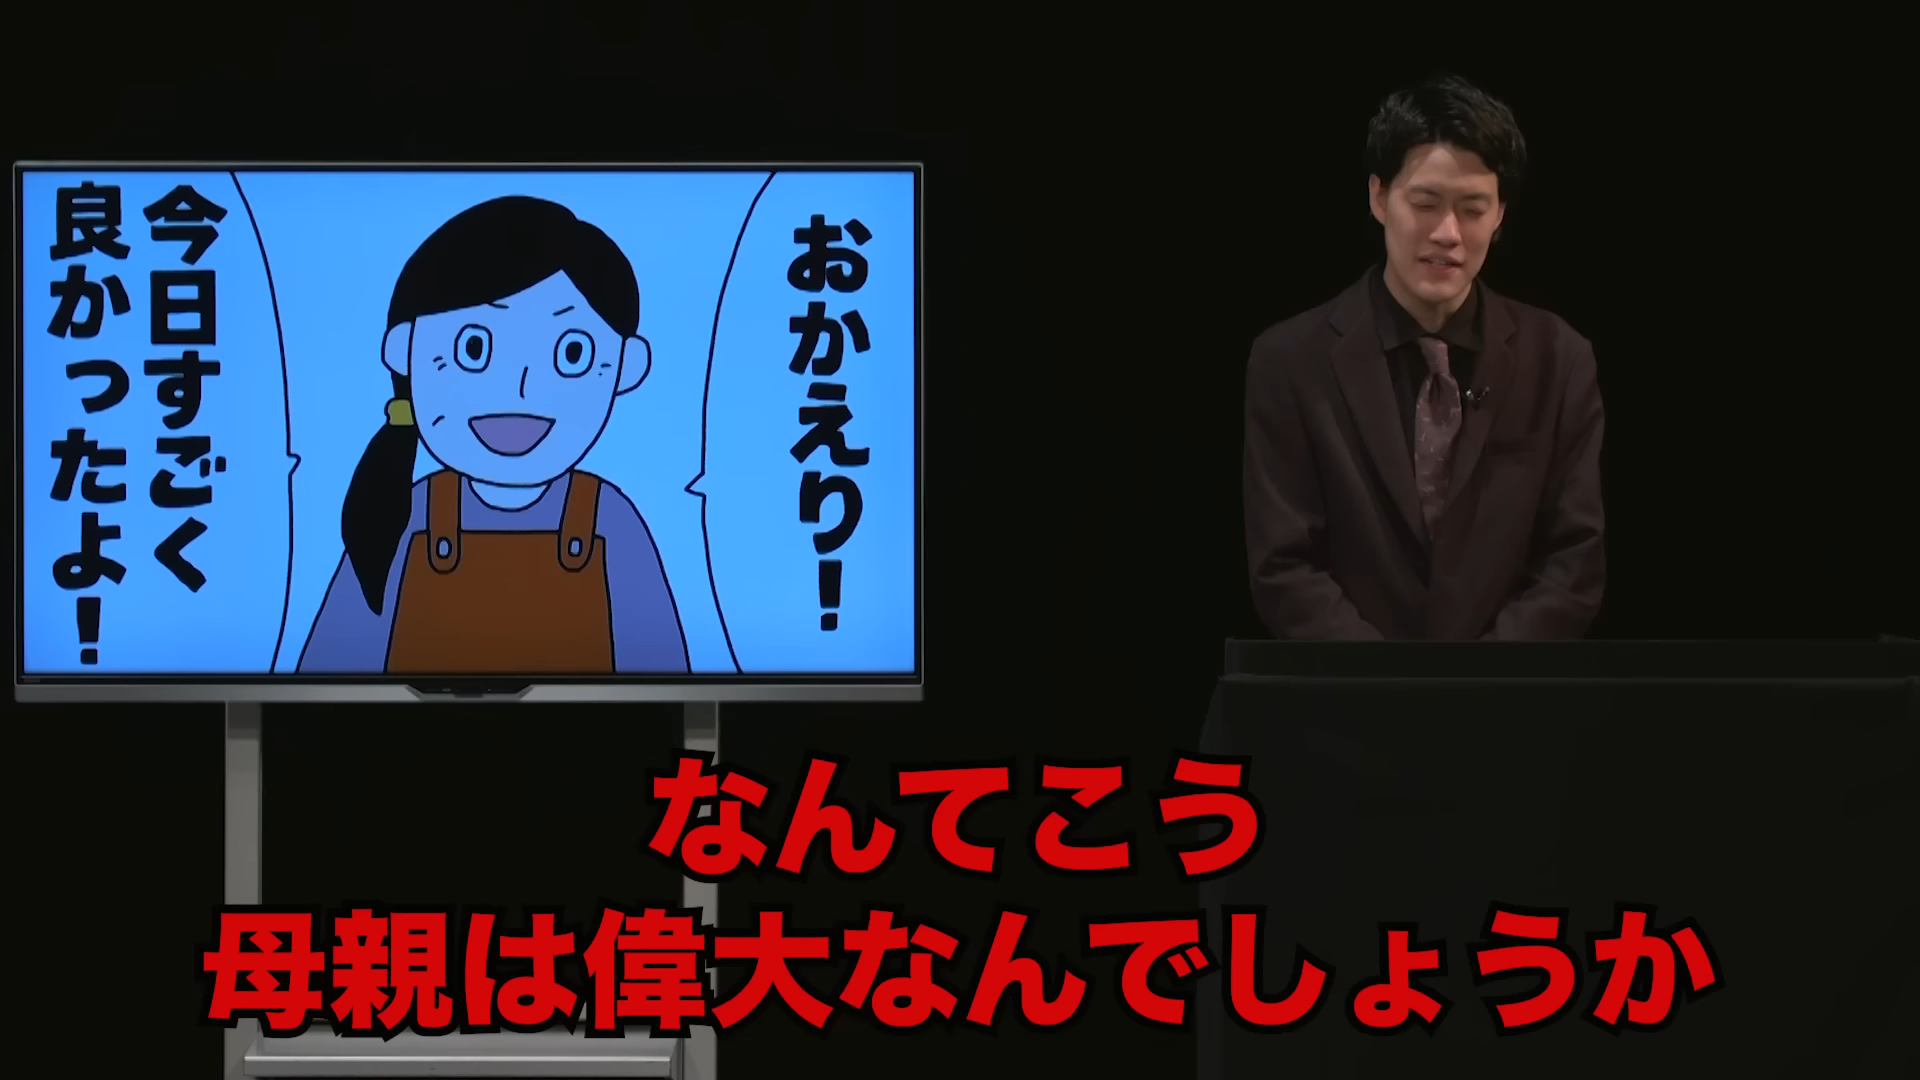 おかえり!
今日すごく
良かったよ!
なんてこう
母親は偉大なんでしょうか